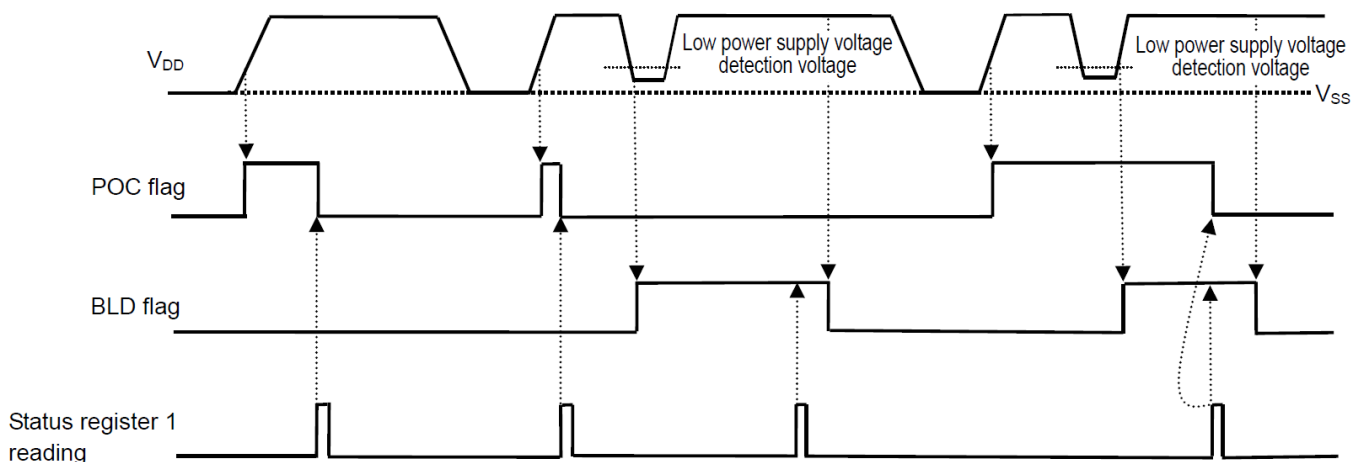 Low power supply voltage
detection voltage
Low power supply voltage
detection voltage
VDD
VSS
POC flag
BLD flag
Status register 1
reading